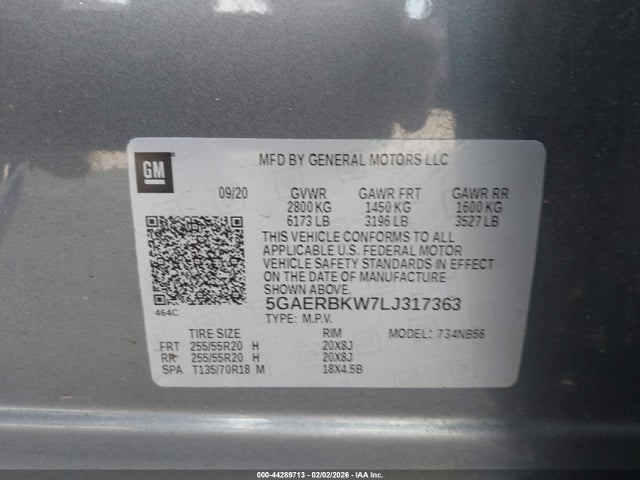 GM
MFD BY GENERAL MOTORS LLC
09/20 GVWR GAWR FRT GAWR RR
2800 KG 1450 KG 1600 KG
6173 LB 3196 LB 3527 LB
THIS VEHICLE CONFORMS TO ALL
APPLICABLE U.S. FEDERAL MOTOR
VEHICLE SAFETY STANDARDS IN EFFECT
ON THE DATE OF MANUFACTURE
SHOWN ABOVE.
464C
5GAERBKW7LJ317363
TYPE: M.P.V.
TIRE SIZE RIM MODEL: 734NB56
FRT 255/55R20 H 20X8J
RR 255/55R20 H 20X8J
SPA T135/70R18 M 18X4.5B
000-44289713 - 02/02/2026 - IAA Inc.